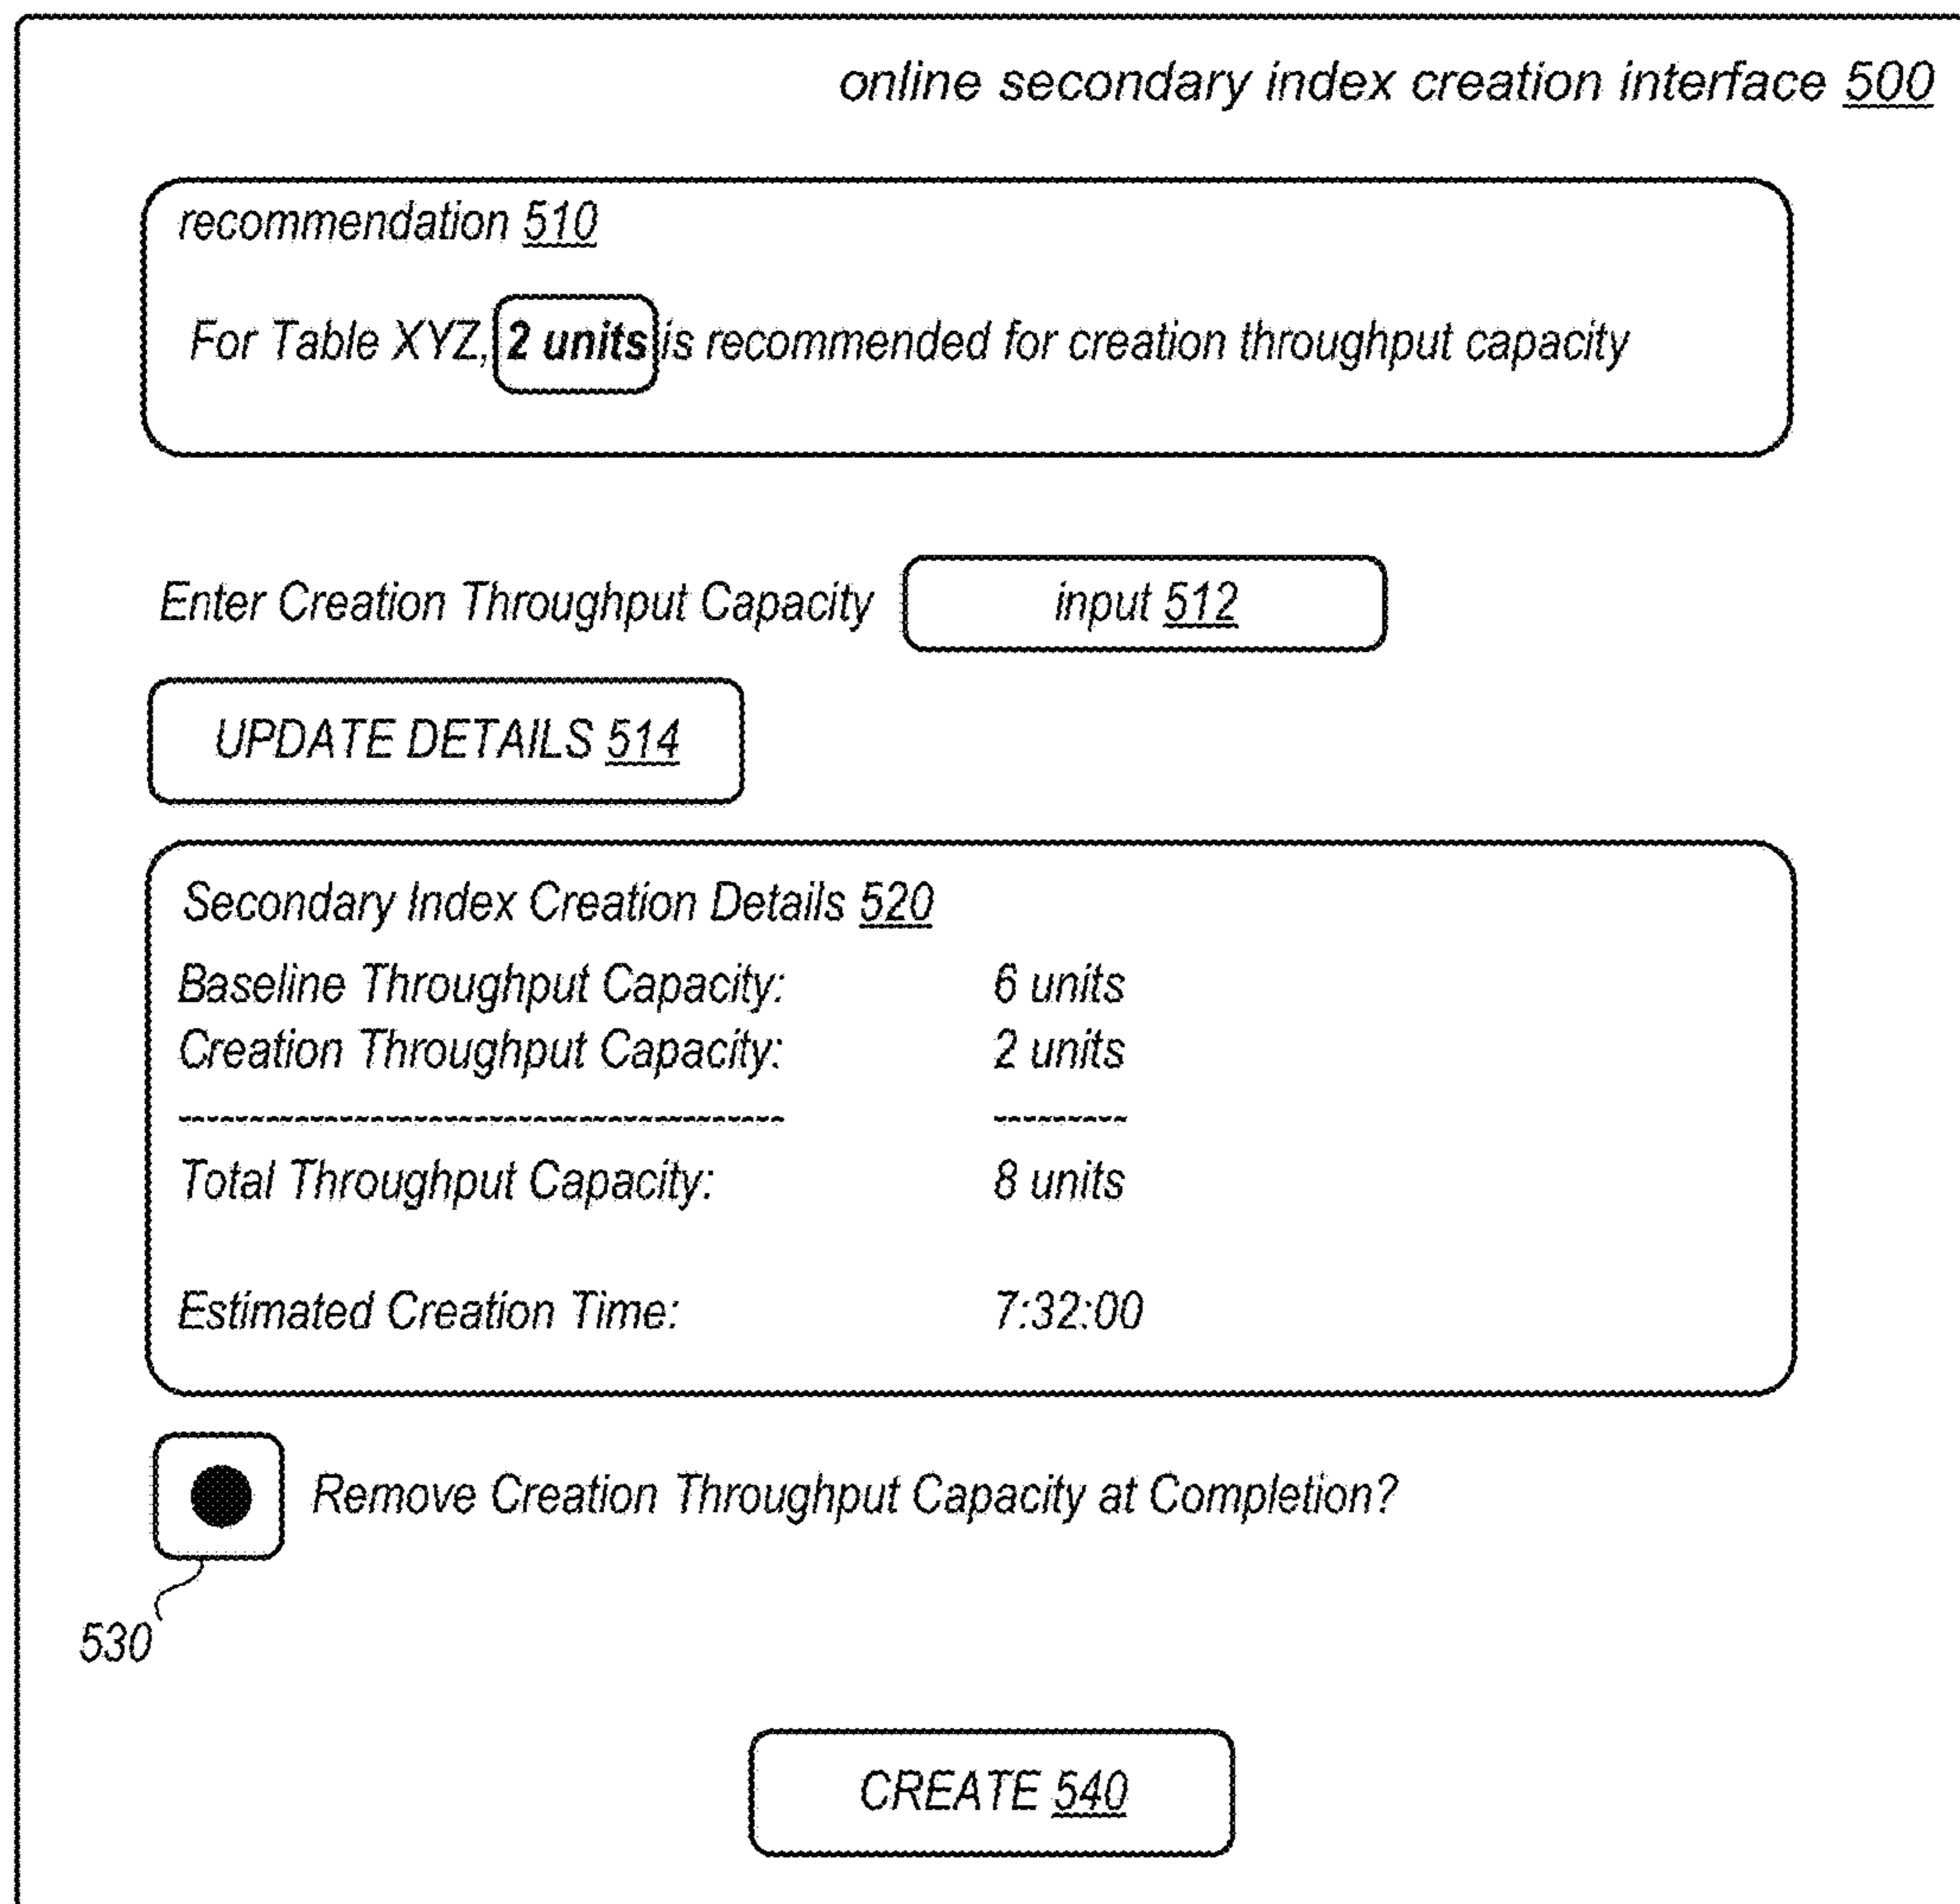 online secondary index creation interface 500
recommendation 510
For Table XYZ, 2 units is recommended for creation throughput capacity
Enter Creation Throughput Capacity input 512
UPDATE DETAILS 514
Secondary Index Creation Details 520
Baseline Throughput Capacity: 6 units
Creation Throughput Capacity: 2 units
----------------------------------------- ---------
Total Throughput Capacity: 8 units
Estimated Creation Time: 7:32:00
Remove Creation Throughput Capacity at Completion?
530
CREATE 540